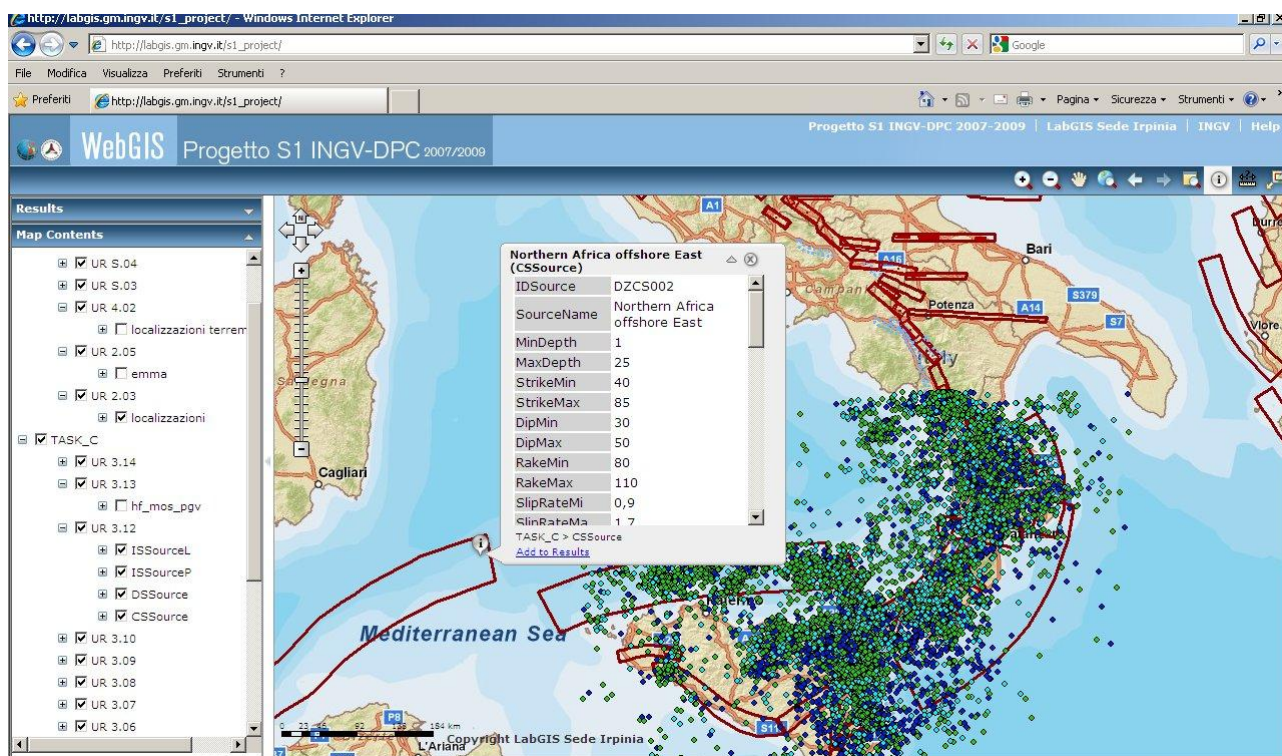 http://labgis.gm.ingv.it/s1_project/ - Windows Internet Explorer
http://labgis.gm.ingv.it/s1_project/
Google
File Modifica Visualizza Preferiti Strumenti ?
Preferiti
http://labgis.gm.ingv.it/s1_project/
Pagina Sicurezza Strumenti
Progetto S1 INGV-DPC 2007-2009 | LabGIS Sede Irpinia | INGV | Help
WebGIS Progetto S1 INGV-DPC 2007/2009
Results
Map Contents
UR S.04
UR S.03
UR 4.02
localizzazioni terrem
UR 2.05
emma
UR 2.03
localizzazioni
TASK_C
UR 3.14
UR 3.13
hf_mos_pgv
UR 3.12
ISSourceL
ISSourceP
DSSource
CSSource
UR 3.10
UR 3.09
UR 3.08
UR 3.07
UR 3.06
Northern Africa offshore East
(CSSource)
IDSource DZCS002
SourceName Northern Africa
offshore East
MinDepth 1
MaxDepth 25
StrikeMin 40
StrikeMax 85
DipMin 30
DipMax 50
RakeMin 80
RakeMax 110
SlipRateMi 0,9
SlipRateMa 1,7
TASK_C > CSSource
Add to Results
A1
Bari
A16
Potenza
A14
S379
S7
Italy
Vlore
Cagliari
Mediterranean Sea
P8
L'Ariana
154 km
Copyright LabGIS Sede Irpinia